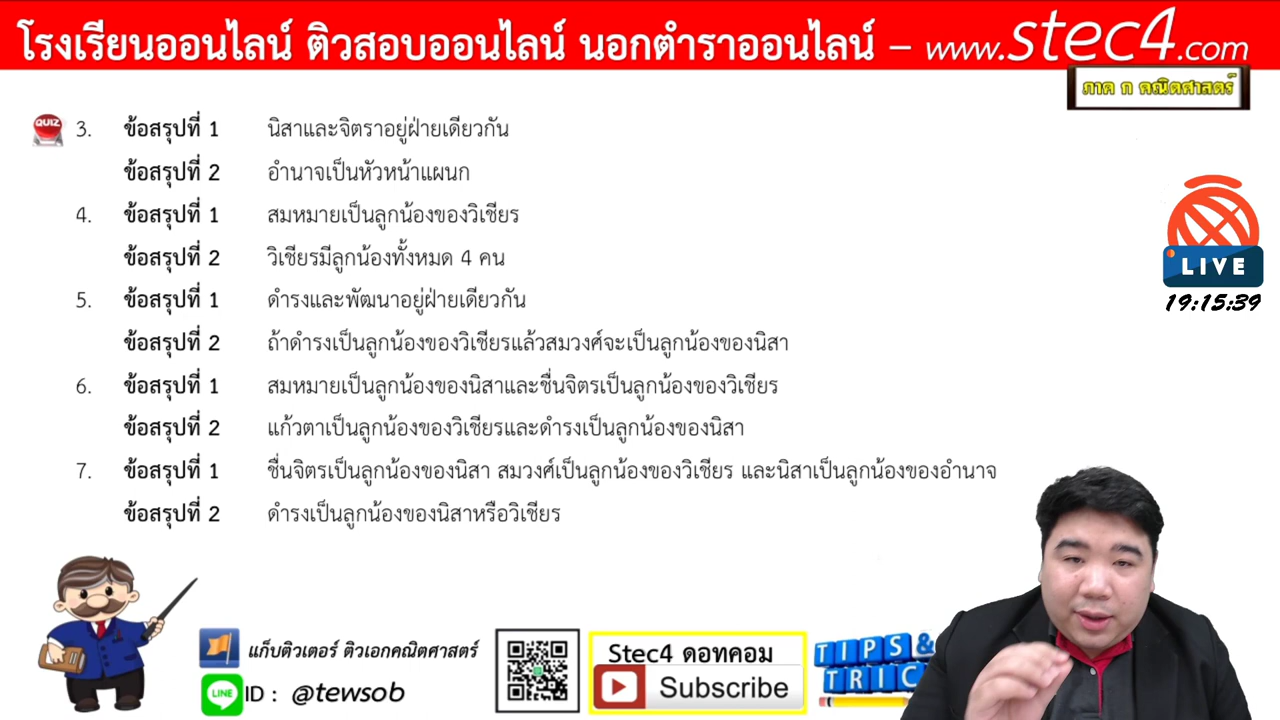 โรงเรียนออนไลน์ ติวสอบออนไลน์ นอกตำราออนไลน์ – www.stec4.com
ภาค ก คณิตศาสตร์
QUIZ
3. ข้อสรุปที่ 1 นิสาและจิตราอยู่ฝ่ายเดียวกัน
ข้อสรุปที่ 2 อำนาจเป็นหัวหน้าแผนก
4. ข้อสรุปที่ 1 สมหมายเป็นลูกน้องของวิเชียร
ข้อสรุปที่ 2 วิเชียรมีลูกน้องทั้งหมด 4 คน
5. ข้อสรุปที่ 1 ดำรงและพัฒนาอยู่ฝ่ายเดียวกัน
ข้อสรุปที่ 2 ถ้าดำรงเป็นลูกน้องของวิเชียรแล้วสมวงศ์จะเป็นลูกน้องของนิสา
6. ข้อสรุปที่ 1 สมหมายเป็นลูกน้องของนิสาและชื่นจิตรเป็นลูกน้องของวิเชียร
ข้อสรุปที่ 2 แก้วตาเป็นลูกน้องของวิเชียรและดำรงเป็นลูกน้องของนิสา
7. ข้อสรุปที่ 1 ชื่นจิตรเป็นลูกน้องของนิสา สมวงศ์เป็นลูกน้องของวิเชียร และนิสาเป็นลูกน้องของอำนาจ
ข้อสรุปที่ 2 ดำรงเป็นลูกน้องของนิสาหรือวิเชียร
LIVE
19:15:39
แก็บติวเตอร์ ติวเอกคณิตศาสตร์
LINE ID : @tewsob
Stec4 ดอทคอม
Subscribe
TIPS &
TRIC